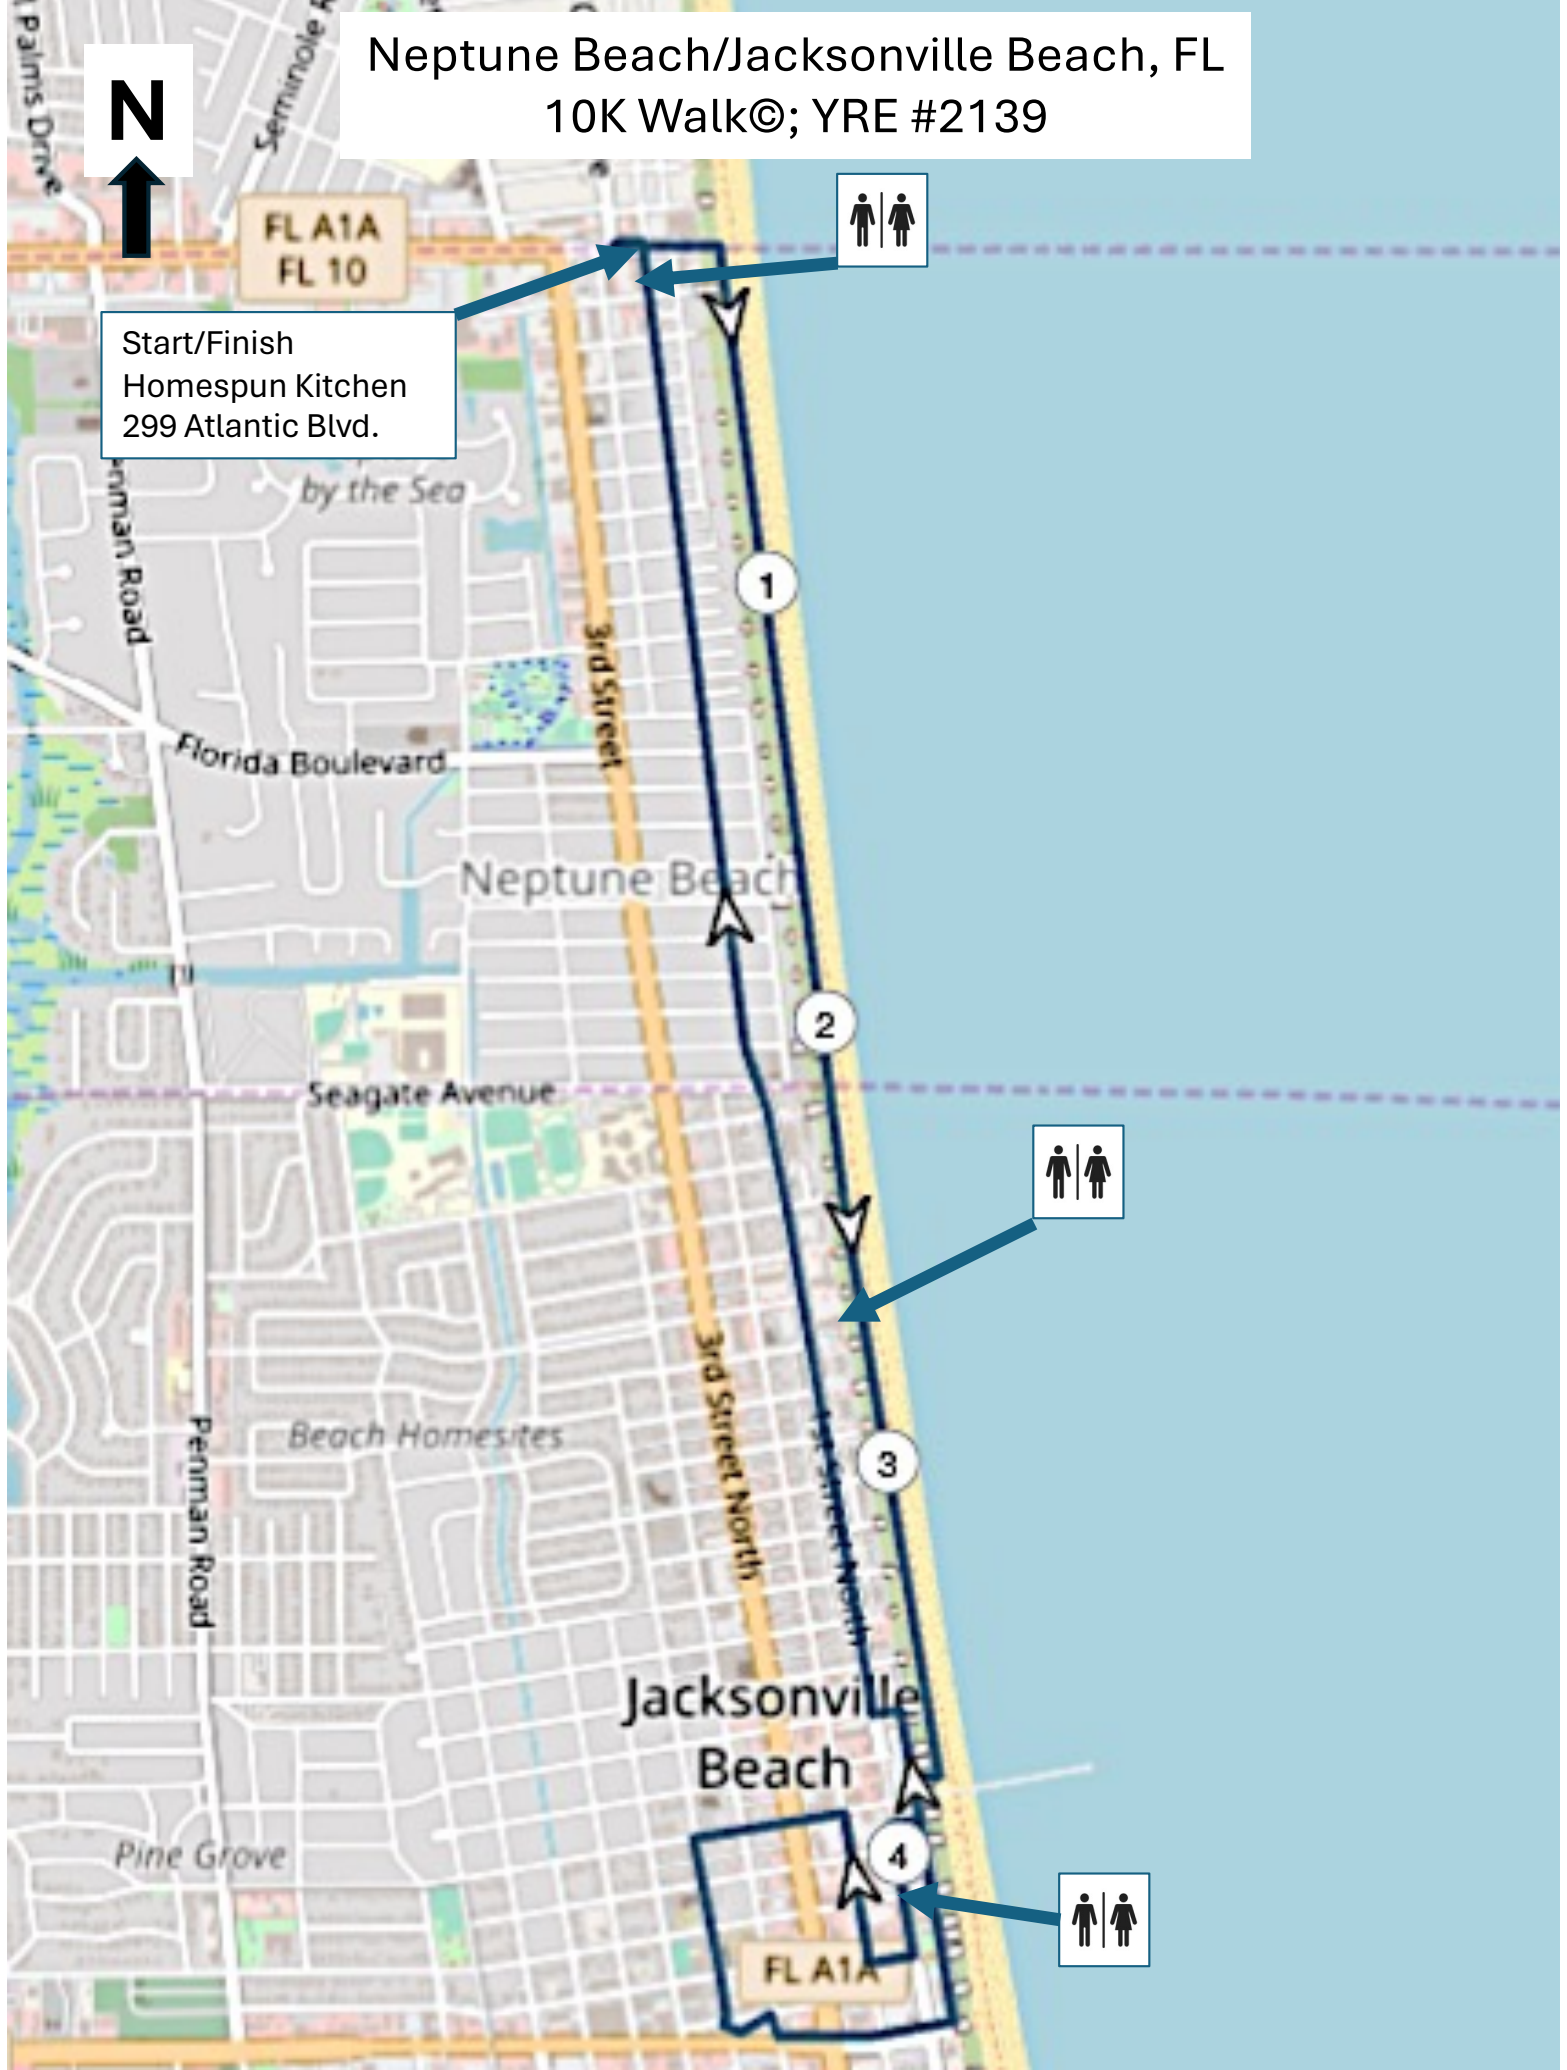 Neptune Beach/Jacksonville Beach, FL
10K Walk©; YRE #2139
N
Palms Drive
Seminole R
FL A1A
FL 10
Start/Finish
Homespun Kitchen
299 Atlantic Blvd.
by the Sea
enman Road
1
3rd Street
Florida Boulevard
Neptune Beach
2
Seagate Avenue
3rd Street North
1st Street North
Beach Homesites
3
Penman Road
Jacksonville
Beach
Pine Grove
4
FL A1A